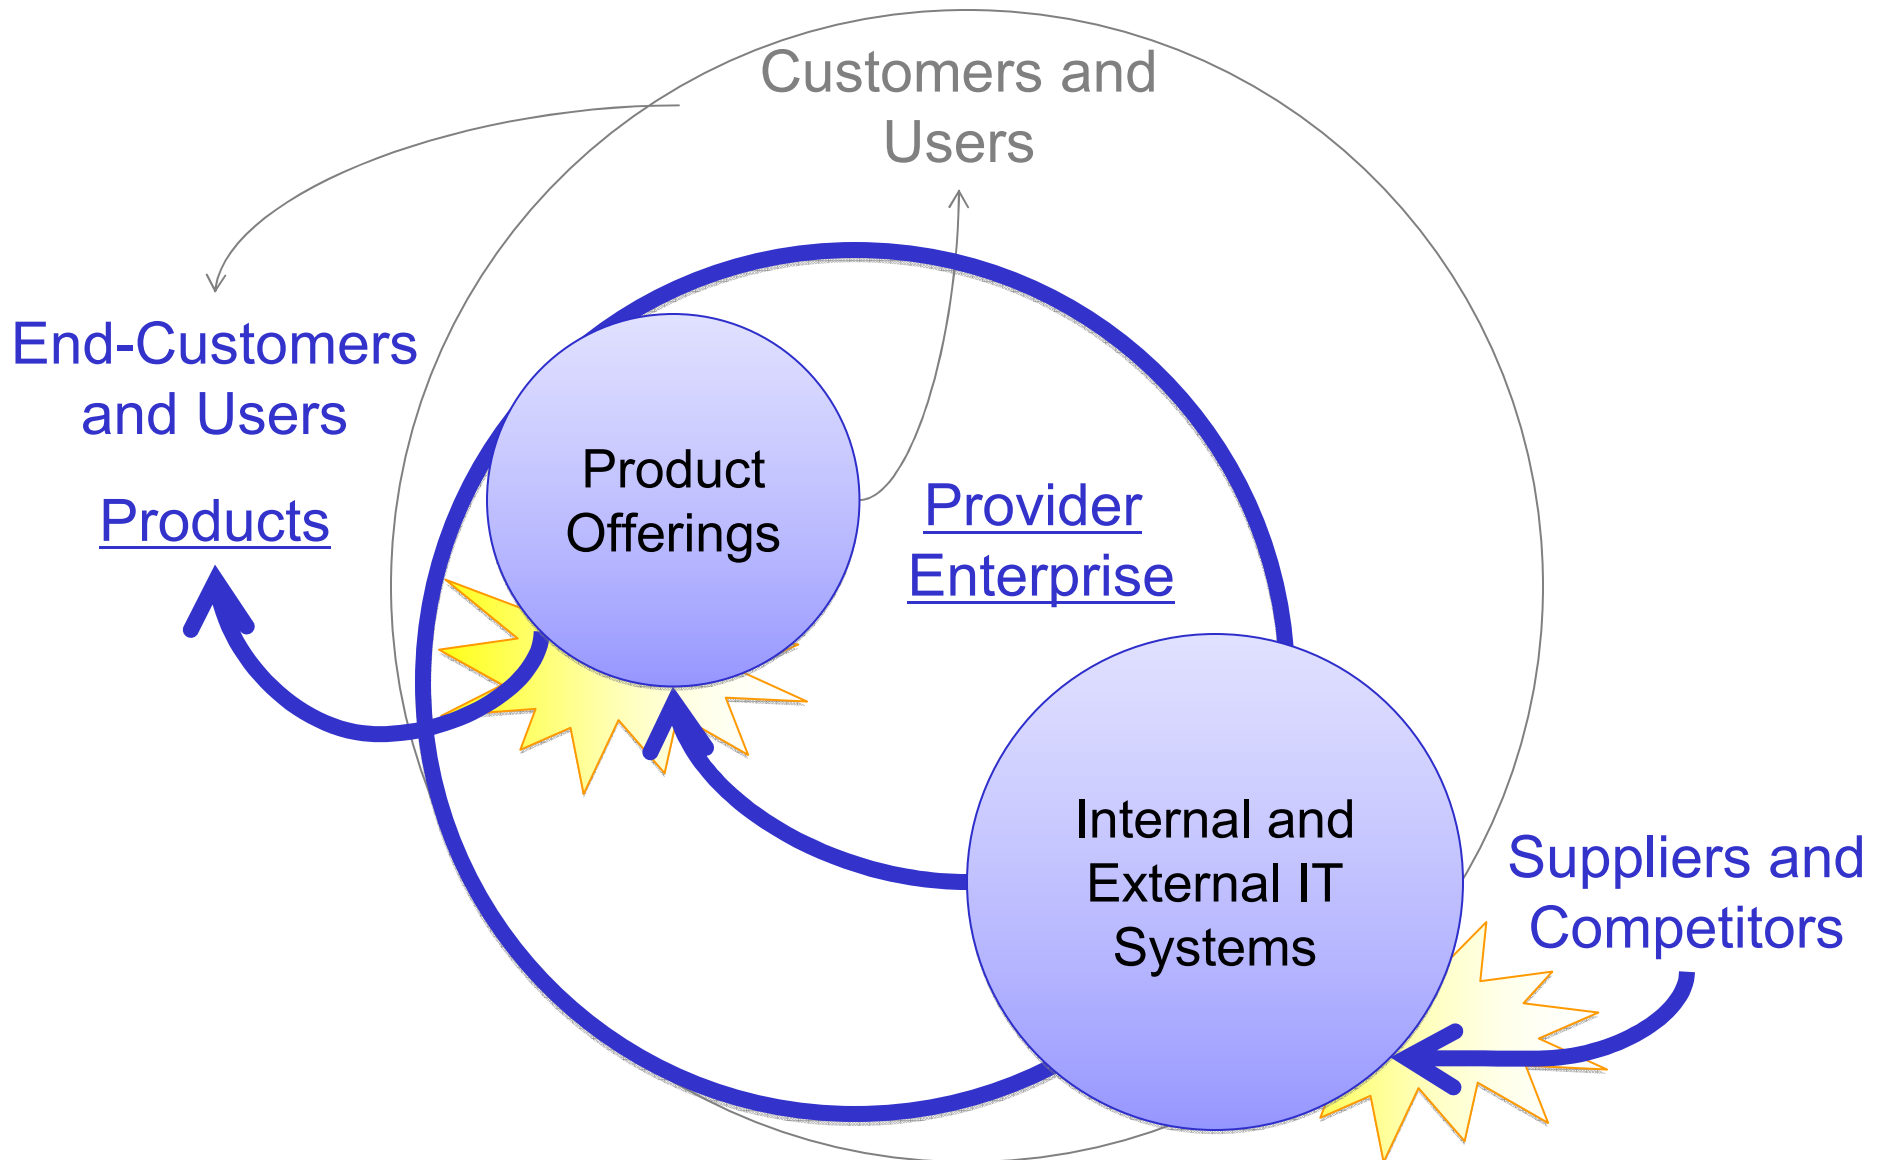 Customers and
Users
End-Customers
and Users
Products
Product
Offerings
Provider
Enterprise
Internal and
External IT
Systems
Suppliers and
Competitors